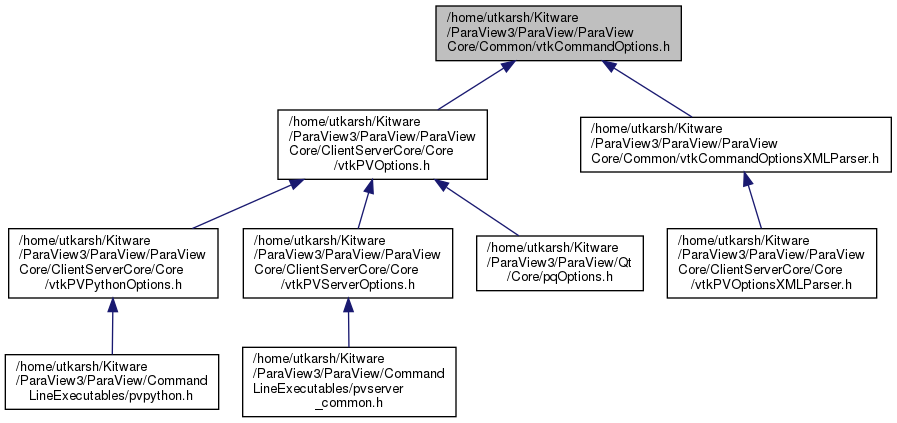 /home/utkarsh/Kitware
/ParaView3/ParaView/ParaView
Core/Common/vtkCommandOptions.h
/home/utkarsh/Kitware
/ParaView3/ParaView/ParaView
Core/ClientServerCore/Core
/vtkPVOptions.h
/home/utkarsh/Kitware
/ParaView3/ParaView/ParaView
Core/Common/vtkCommandOptionsXMLParser.h
/home/utkarsh/Kitware
/ParaView3/ParaView/ParaView
Core/ClientServerCore/Core
/vtkPVPythonOptions.h
/home/utkarsh/Kitware
/ParaView3/ParaView/ParaView
Core/ClientServerCore/Core
/vtkPVServerOptions.h
/home/utkarsh/Kitware
/ParaView3/ParaView/Qt
/Core/pqOptions.h
/home/utkarsh/Kitware
/ParaView3/ParaView/ParaView
Core/ClientServerCore/Core
/vtkPVOptionsXMLParser.h
/home/utkarsh/Kitware
/ParaView3/ParaView/Command
LineExecutables/pvpython.h
/home/utkarsh/Kitware
/ParaView3/ParaView/Command
LineExecutables/pvserver
_common.h